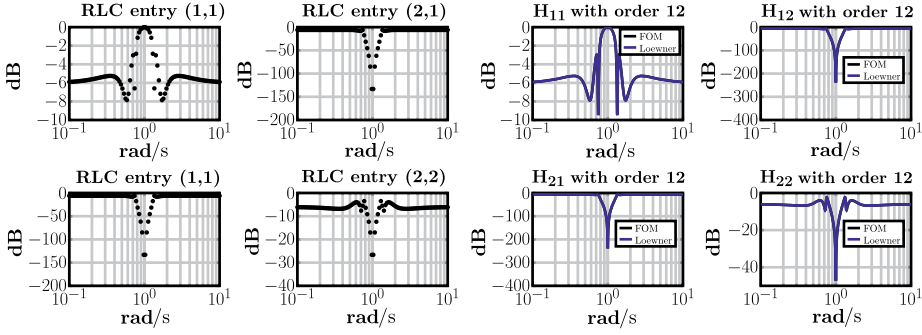 RLC entry (1,1)
dB
0
−2
−4
−6
−8
−10
10⁻¹ 10⁰ 10¹
rad/s
RLC entry (2,1)
dB
0
−50
−100
−150
−200
10⁻¹ 10⁰ 10¹
rad/s
H₁₁ with order 12
dB
0
−2
−4
−6
−8
−10
FOM
Loewner
10⁻¹ 10⁰ 10¹
rad/s
H₁₂ with order 12
dB
0
−100
−200
−300
−400
FOM
Loewner
10⁻¹ 10⁰ 10¹
rad/s
RLC entry (1,1)
dB
0
−50
−100
−150
−200
10⁻¹ 10⁰ 10¹
rad/s
RLC entry (2,2)
dB
0
−10
−20
−30
−40
10⁻¹ 10⁰ 10¹
rad/s
H₂₁ with order 12
dB
0
−100
−200
−300
−400
FOM
Loewner
10⁻¹ 10⁰ 10¹
rad/s
H₂₂ with order 12
dB
0
−20
−40
FOM
Loewner
10⁻¹ 10⁰ 10¹
rad/s